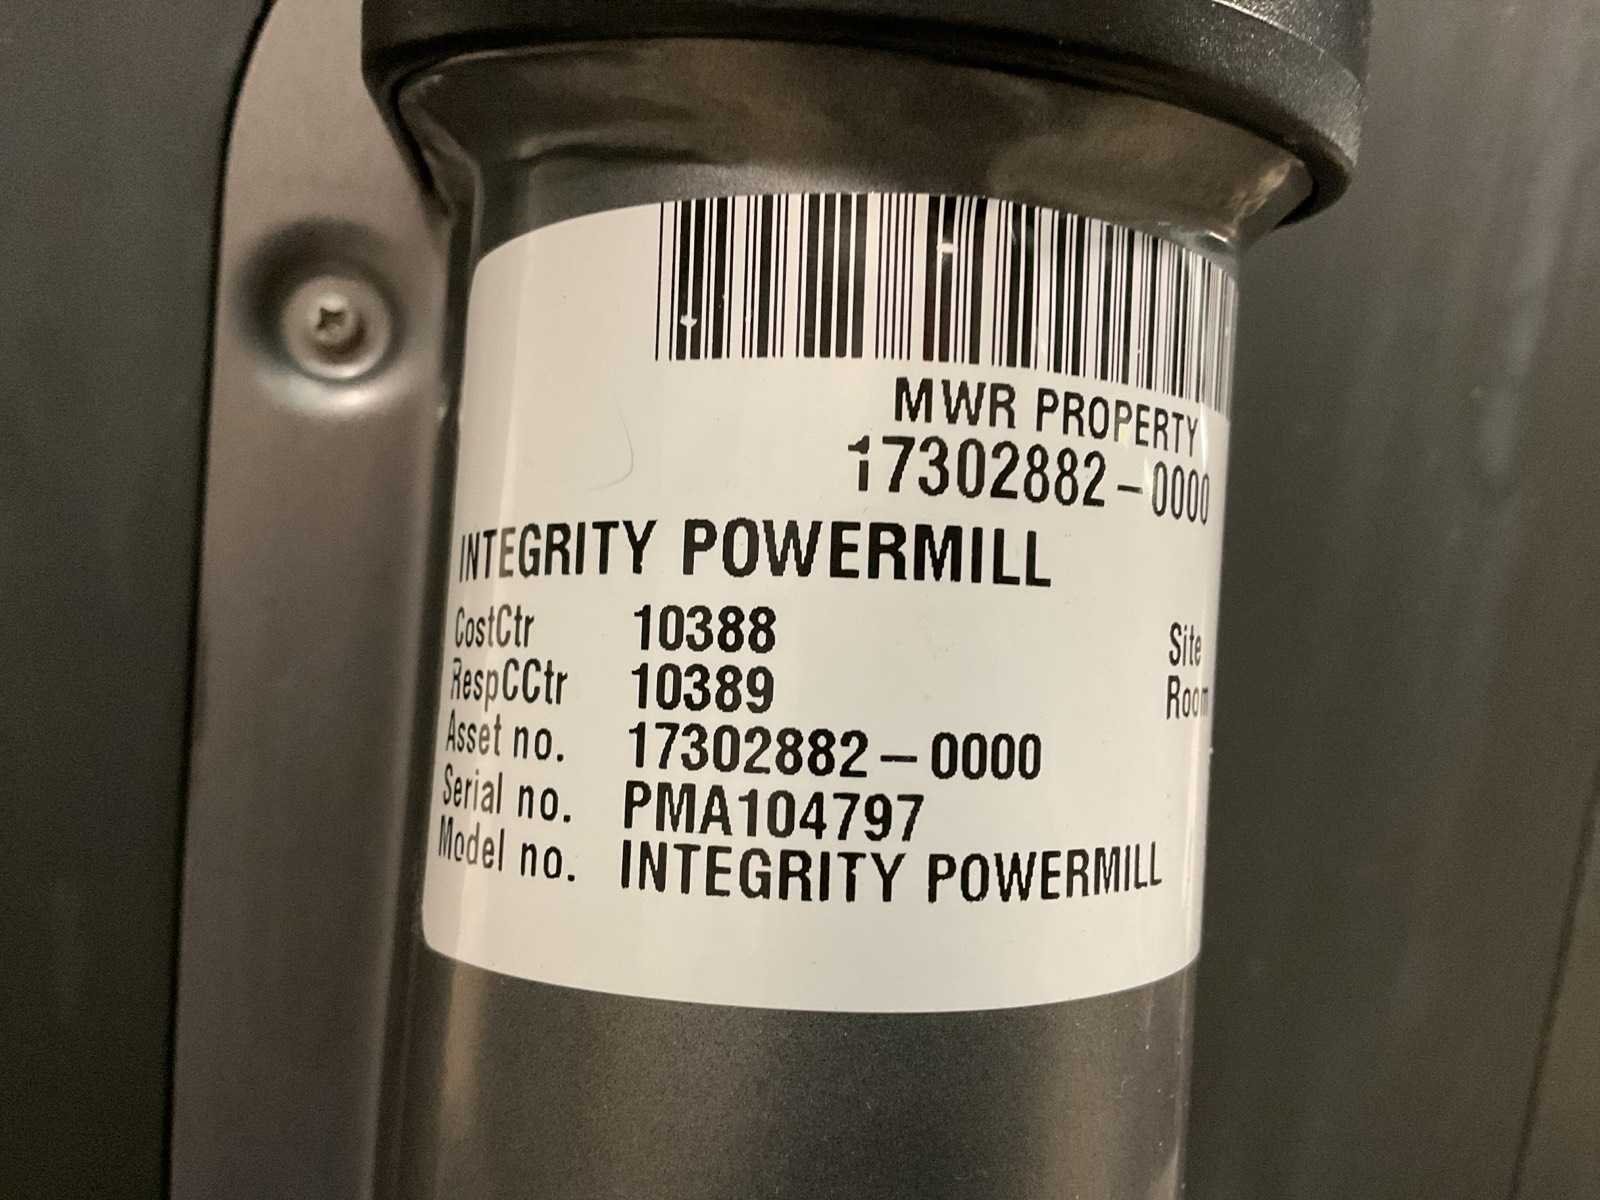 MWR PROPERTY
17302882-0000
INTEGRITY POWERMILL
CostCtr 10388 Site
RespCCtr 10389 Room
Asset no. 17302882-0000
Serial no. PMA104797
Model no. INTEGRITY POWERMILL